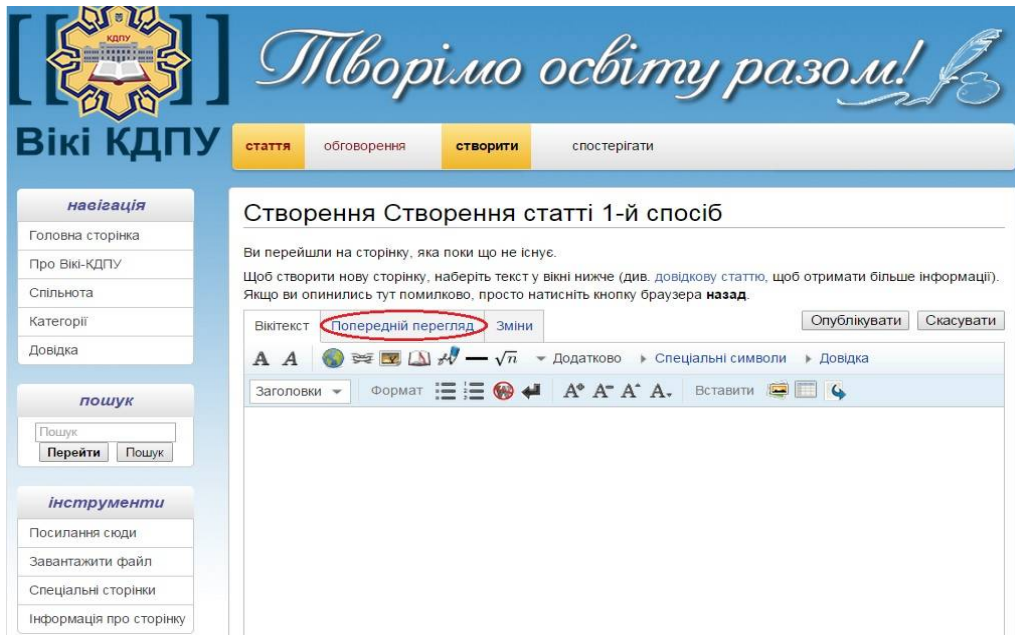 КДПУ
Творімо освіту разом!
Вікі КДПУ
стаття обговорення створити спостерігати
навігація
Головна сторінка
Про Вікі-КДПУ
Спільнота
Категорії
Довідка
пошук
Пошук
Перейти Пошук
інструменти
Посилання сюди
Завантажити файл
Спеціальні сторінки
Інформація про сторінку
Створення Створення статті 1-й спосіб
Ви перейшли на сторінку, яка поки що не існує.
Щоб створити нову сторінку, наберіть текст у вікні нижче (див. довідкову статтю, щоб отримати більше інформації).
Якщо ви опинились тут помилково, просто натисніть кнопку браузера назад.
Вікітекст Попередній перегляд Зміни Опублікувати Скасувати
A A √n Додатково Спеціальні символи Довідка
Заголовки Формат A A A A Вставити